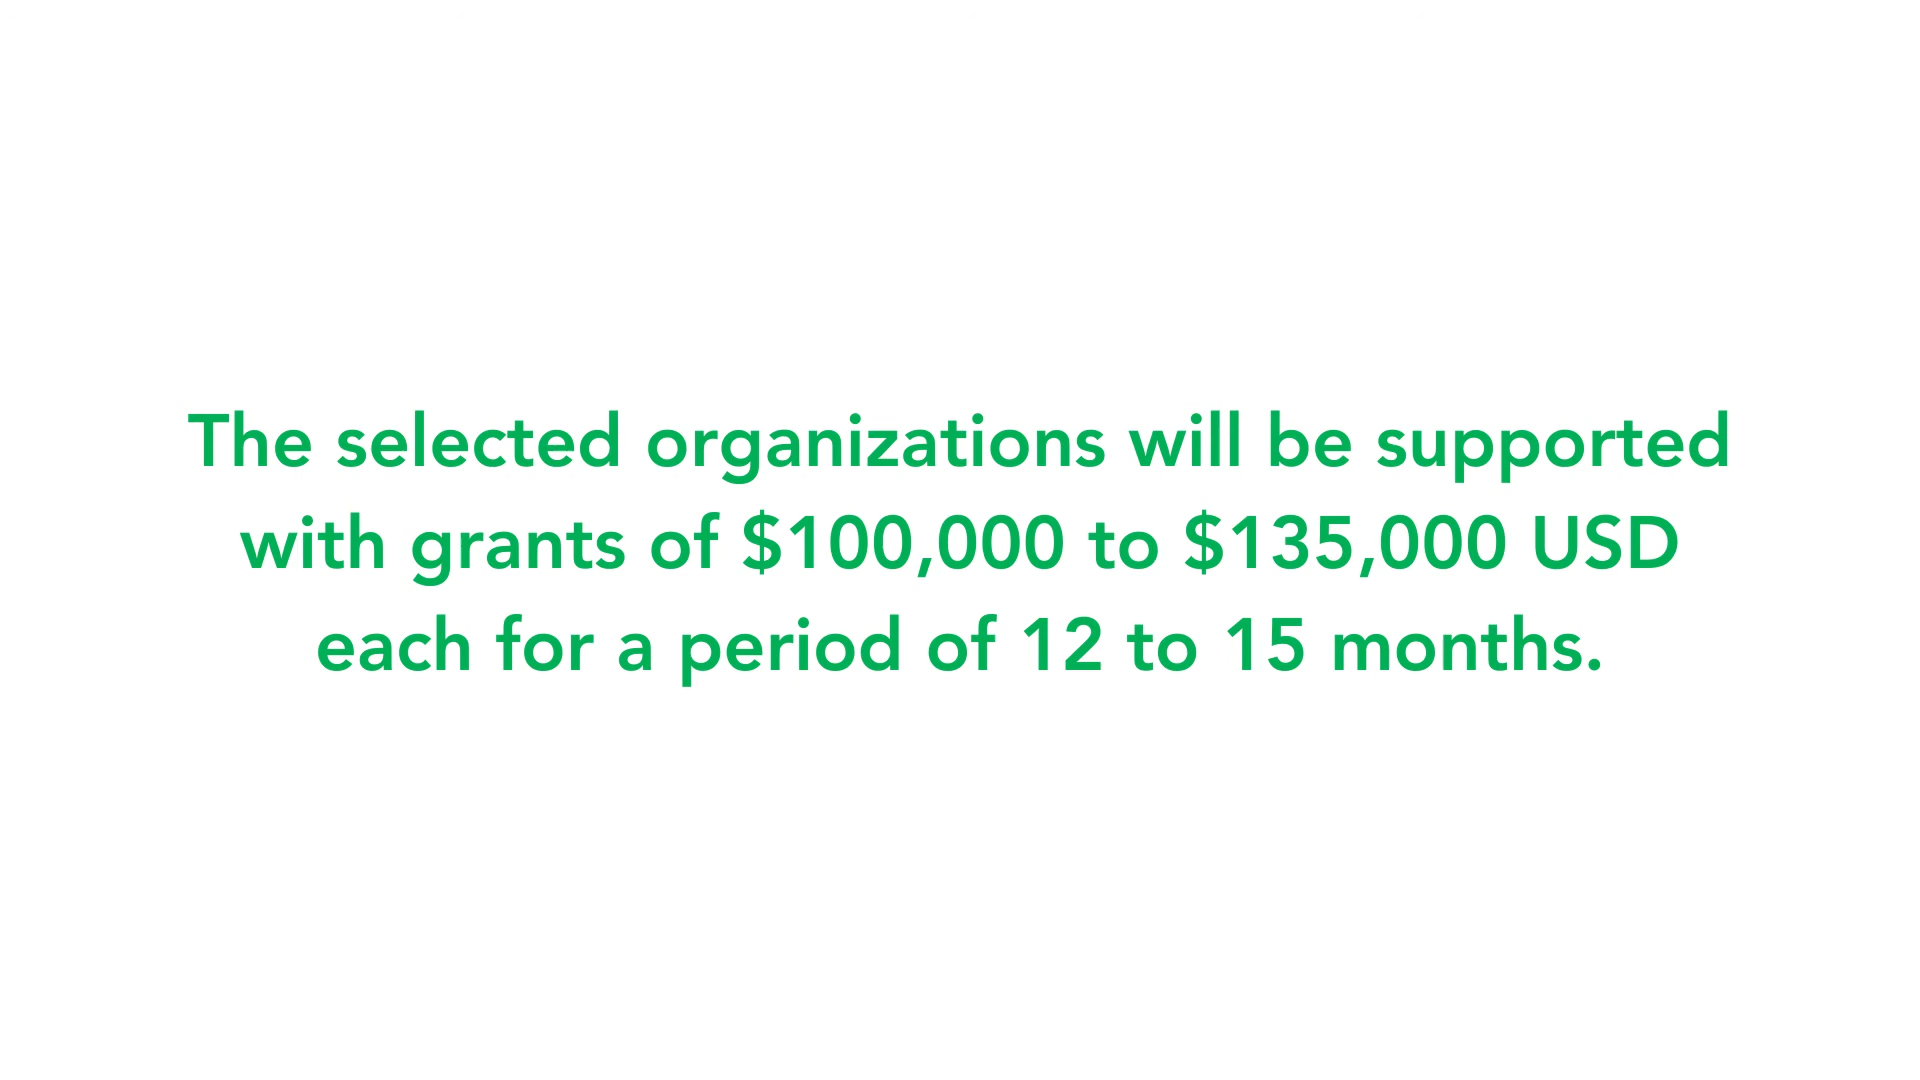 The selected organizations will be supported
with grants of $100,000 to $135,000 USD
each for a period of 12 to 15 months.